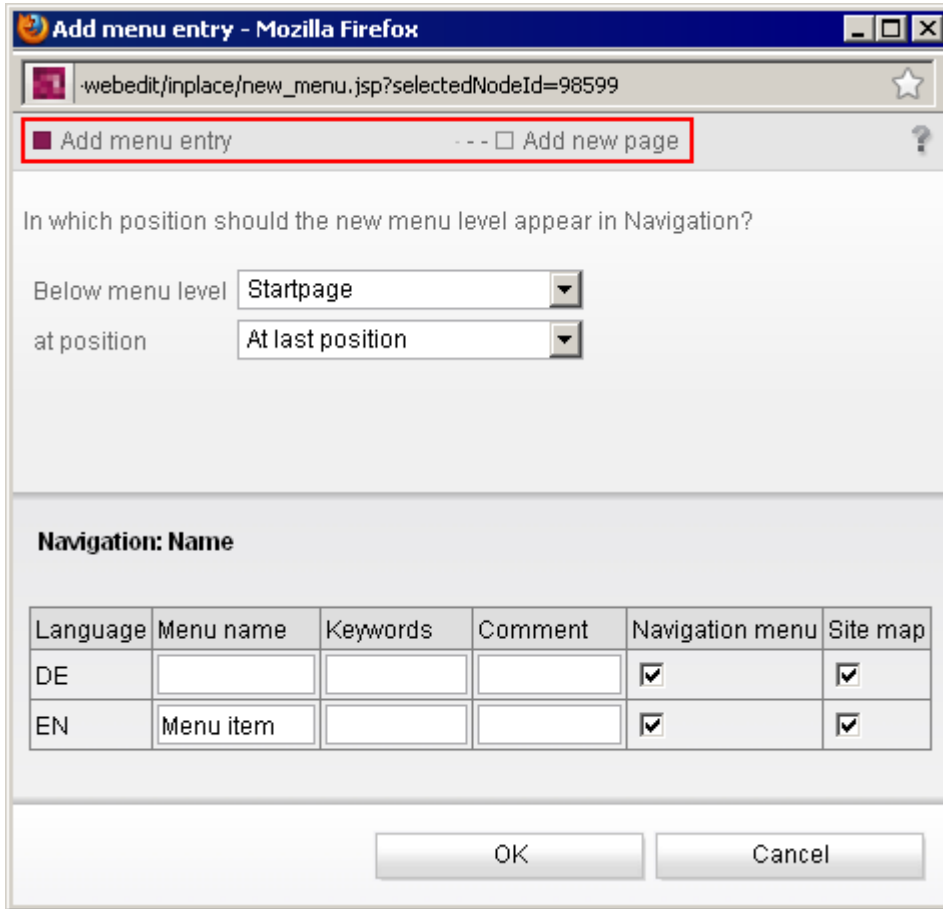 Add menu entry - Mozilla Firefox
-webedit/inplace/new_menu.jsp?selectedNodeId=98599
Add menu entry --- Add new page ?
In which position should the new menu level appear in Navigation?
Below menu level Startpage
at position At last position
Navigation: Name
Language Menu name Keywords Comment Navigation menu Site map
DE
EN Menu item
OK Cancel